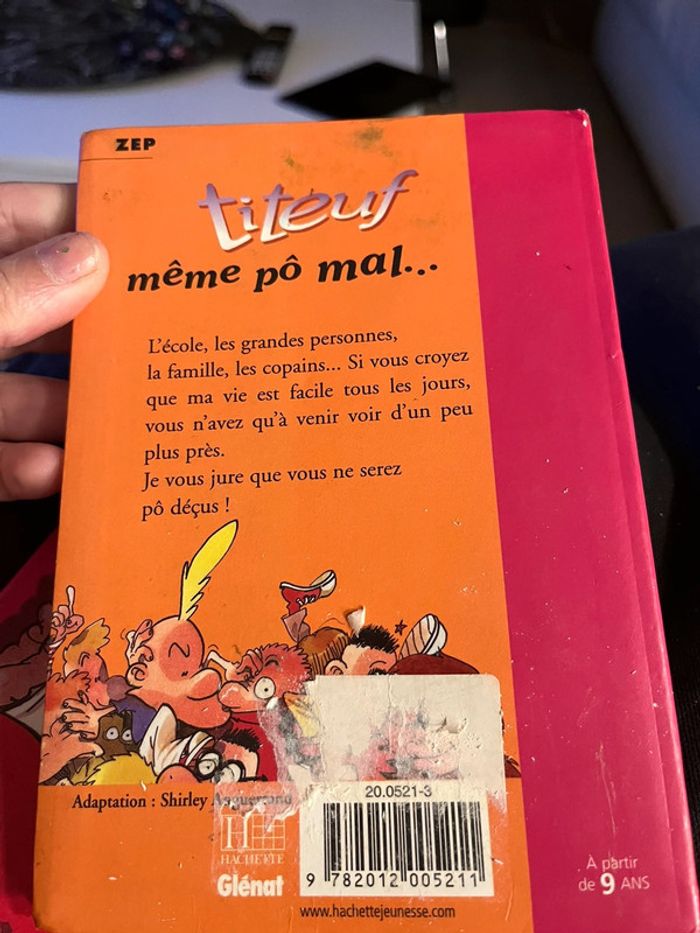 ZEP
titeuf
même pô mal...
L'école, les grandes personnes,
la famille, les copains... Si vous croyez
que ma vie est facile tous les jours,
vous n'avez qu'à venir voir d'un peu
plus près.
Je vous jure que vous ne serez
pô déçus !
Adaptation : Shirley
20.0521-3
H
HACHETTE
Glénat
9 782012 005211
www.hachettejeunesse.com
À partir
de 9 ANS